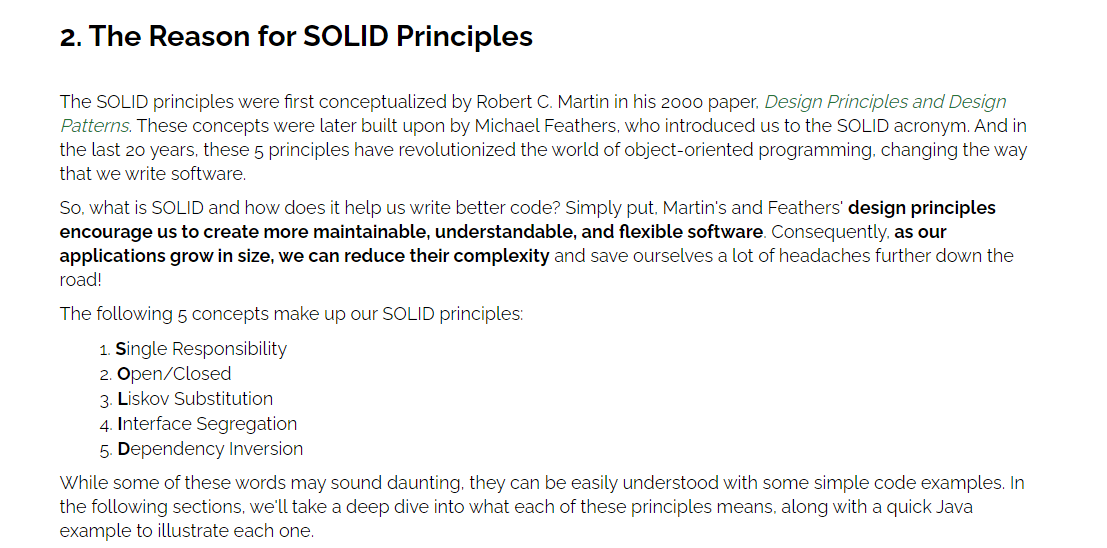 2. The Reason for SOLID Principles
The SOLID principles were first conceptualized by Robert C. Martin in his 2000 paper, Design Principles and Design
Patterns. These concepts were later built upon by Michael Feathers, who introduced us to the SOLID acronym. And in
the last 20 years, these 5 principles have revolutionized the world of object-oriented programming, changing the way
that we write software.
So, what is SOLID and how does it help us write better code? Simply put, Martin's and Feathers' design principles
encourage us to create more maintainable, understandable, and flexible software. Consequently, as our
applications grow in size, we can reduce their complexity and save ourselves a lot of headaches further down the
road!
The following 5 concepts make up our SOLID principles:
1. Single Responsibility
2. Open/Closed
3. Liskov Substitution
4. Interface Segregation
5. Dependency Inversion
While some of these words may sound daunting, they can be easily understood with some simple code examples. In
the following sections, we'll take a deep dive into what each of these principles means, along with a quick Java
example to illustrate each one.